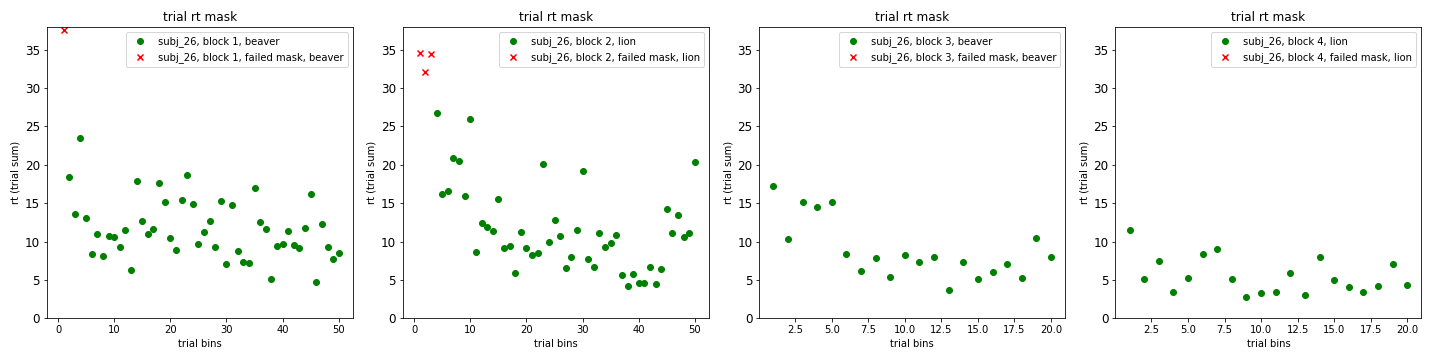 trial rt mask
subj_26, block 1, beaver
subj_26, block 1, failed mask, beaver
rt (trial sum)
35
30
25
20
15
10
5
0
0 10 20 30 40 50
trial bins
trial rt mask
subj_26, block 2, lion
subj_26, block 2, failed mask, lion
rt (trial sum)
35
30
25
20
15
10
5
0
0 10 20 30 40 50
trial bins
trial rt mask
subj_26, block 3, beaver
subj_26, block 3, failed mask, beaver
rt (trial sum)
35
30
25
20
15
10
5
0
2.5 5.0 7.5 10.0 12.5 15.0 17.5 20.0
trial bins
trial rt mask
subj_26, block 4, lion
subj_26, block 4, failed mask, lion
rt (trial sum)
35
30
25
20
15
10
5
0
2.5 5.0 7.5 10.0 12.5 15.0 17.5 20.0
trial bins